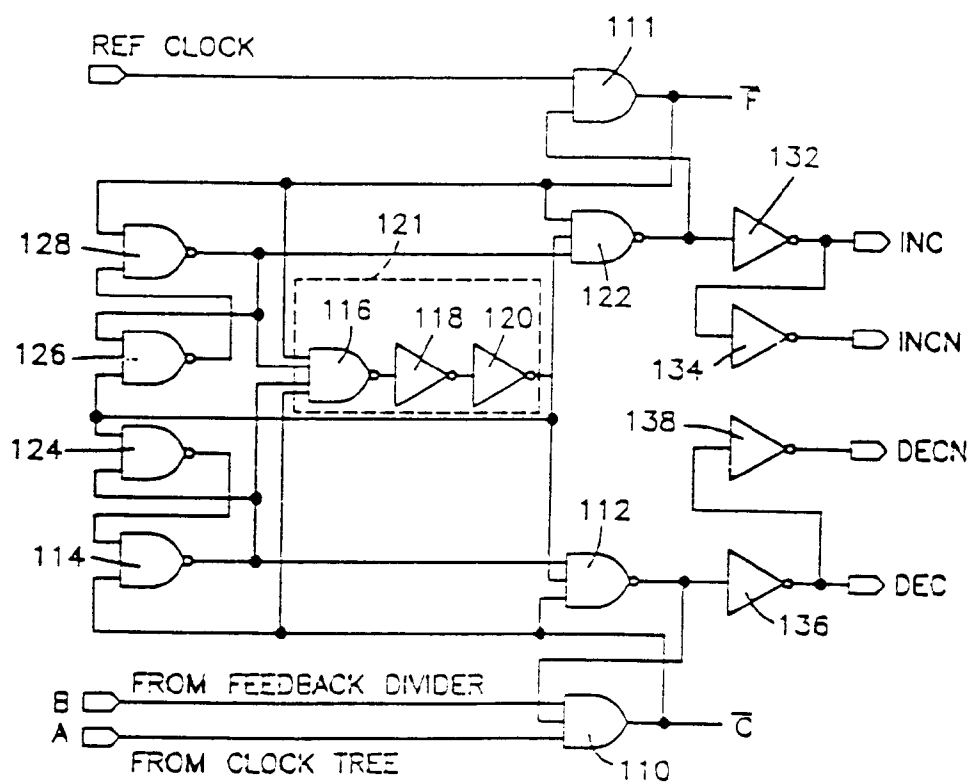 111
REF CLOCK
F̅
132
128
121
INC
122
116
118
120
126
134
INCN
124
138
DECN
112
114
DEC
136
B
FROM FEEDBACK DIVIDER
A
C̅
FROM CLOCK TREE
110